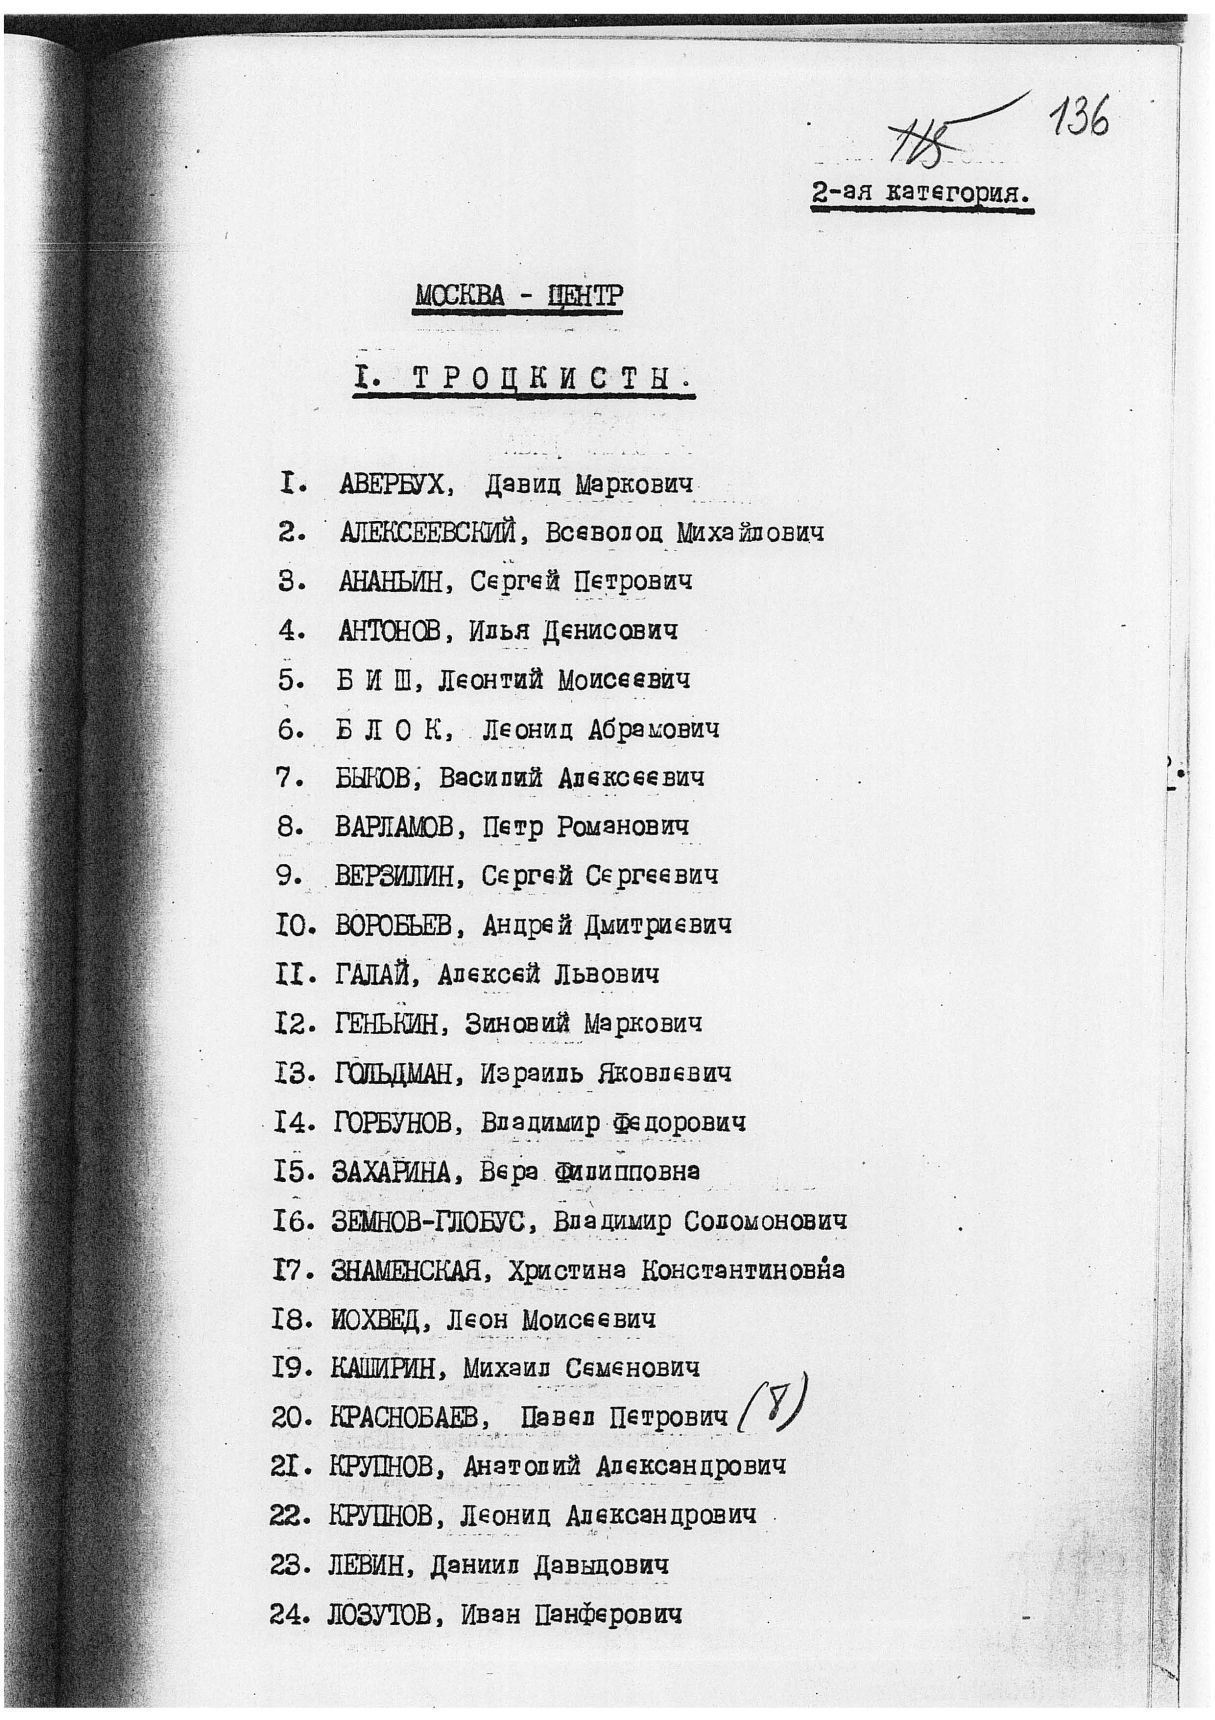 115 136
2-ая категория.
МОСКВА - ЦЕНТР
I. ТРОЦКИСТЫ.
I. АВЕРБУХ, Давид Маркович
2. АЛЕКСЕЕВСКИЙ, Всеволод Михайлович
3. АНАНЬИН, Сергей Петрович
4. АНТОНОВ, Илья Денисович
5. Б И Ш, Леонтий Моисеевич
6. Б Л О К, Леонид Абрамович
7. БЫКОВ, Василий Алексеевич
8. ВАРЛАМОВ, Петр Романович
9. ВЕРЗИЛИН, Сергей Сергеевич
IO. ВОРОБЬЕВ, Андрей Дмитриевич
II. ГАЛАЙ, Алексей Львович
I2. ГЕНЬКИН, Зиновий Маркович
I3. ГОЛЬДМАН, Израиль Яковлевич
I4. ГОРБУНОВ, Владимир Федорович
I5. ЗАХАРИНА, Вера Филипповна
I6. ЗЕМНОВ-ГЛОБУС, Владимир Соломонович
I7. ЗНАМЕНСКАЯ, Христина Константиновна
I8. ИОХВЕД, Леон Моисеевич
I9. КАШИРИН, Михаил Семенович
20. КРАСНОБАЕВ, Павел Петрович (8)
2I. КРУПНОВ, Анатолий Александрович
22. КРУПНОВ, Леонид Александрович
23. ЛЕВИН, Даниил Давыдович
24. ЛОЗУТОВ, Иван Панферович